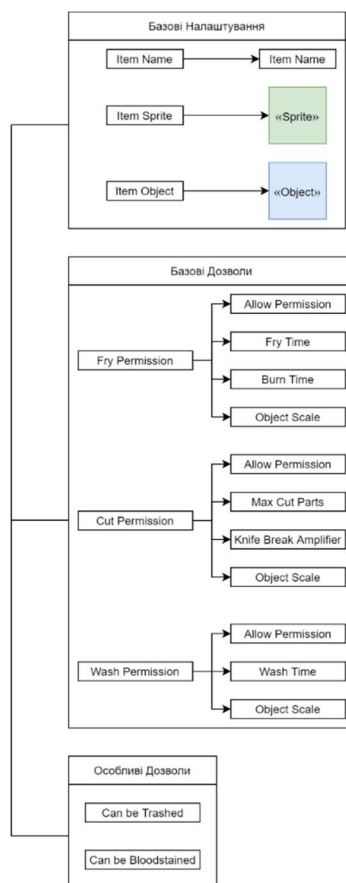 Базові Налаштування
Item Name
Item Name
Item Sprite
«Sprite»
Item Object
«Object»
Базові Дозволи
Fry Permission
Allow Permission
Fry Time
Burn Time
Object Scale
Cut Permission
Allow Permission
Max Cut Parts
Knife Break Amplifier
Object Scale
Wash Permission
Allow Permission
Wash Time
Object Scale
Особливі Дозволи
Can be Trashed
Can be Bloodstained